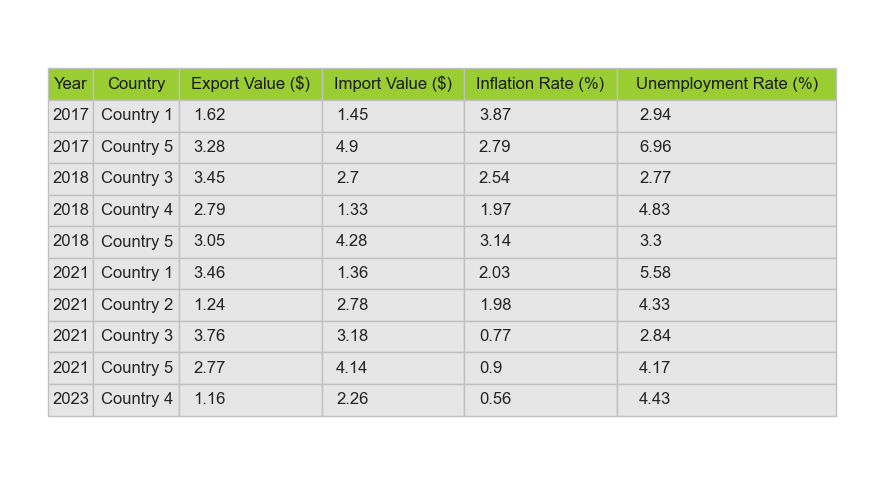 Year Country Export Value ($) Import Value ($) Inflation Rate (%) Unemployment Rate (%)
2017 Country 1 1.62 1.45 3.87 2.94
2017 Country 5 3.28 4.9 2.79 6.96
2018 Country 3 3.45 2.7 2.54 2.77
2018 Country 4 2.79 1.33 1.97 4.83
2018 Country 5 3.05 4.28 3.14 3.3
2021 Country 1 3.46 1.36 2.03 5.58
2021 Country 2 1.24 2.78 1.98 4.33
2021 Country 3 3.76 3.18 0.77 2.84
2021 Country 5 2.77 4.14 0.9 4.17
2023 Country 4 1.16 2.26 0.56 4.43